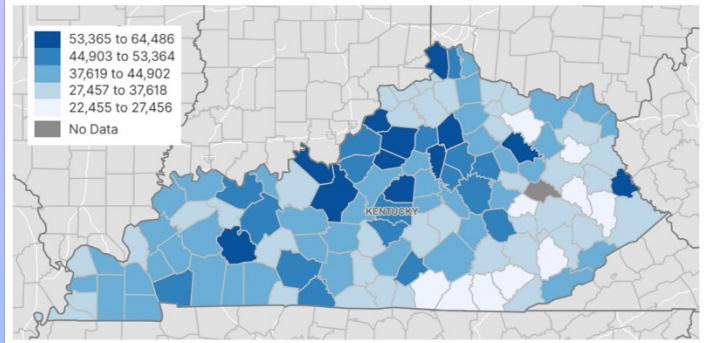 53,365 to 64,486
44,903 to 53,364
37,619 to 44,902
27,457 to 37,618
22,455 to 27,456
No Data
KENTUCKY